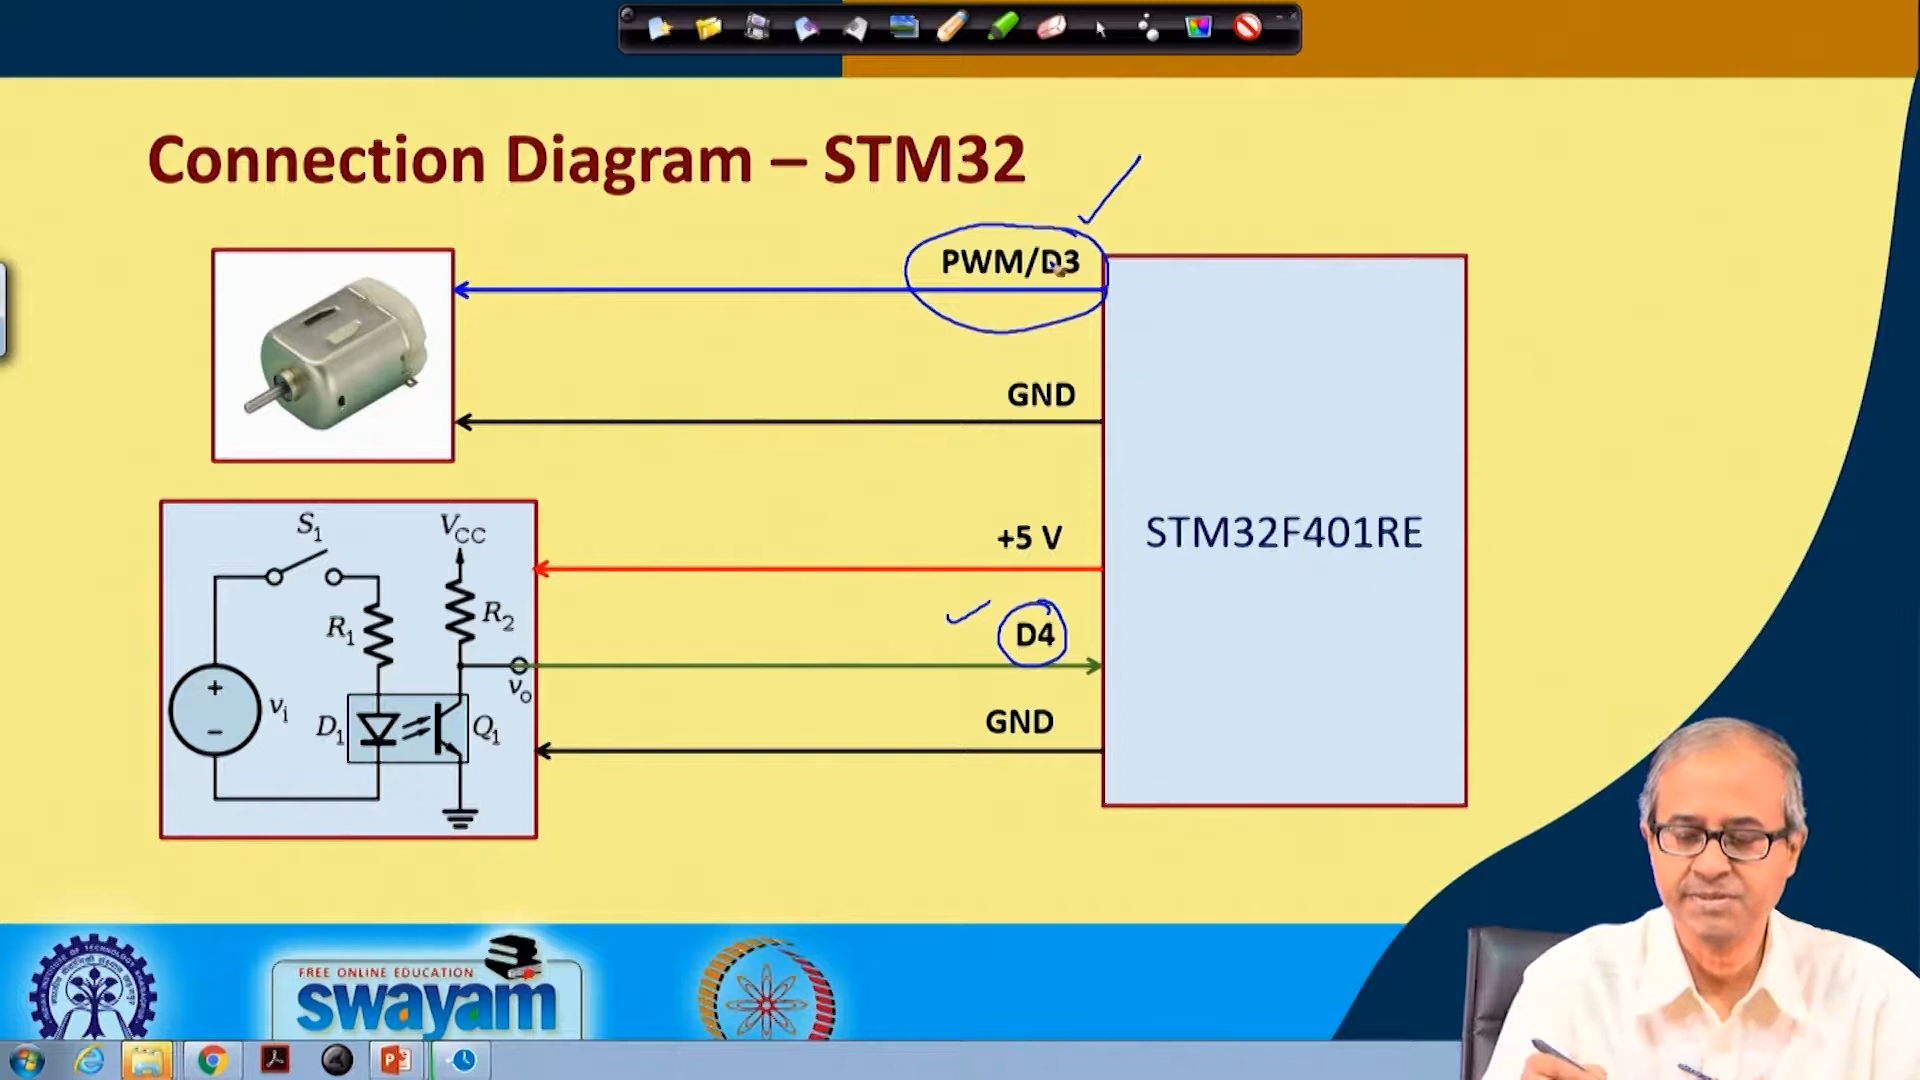 Connection Diagram – STM32
PWM/D3
GND
+5 V
D4
GND
STM32F401RE
S1
VCC
R1
R2
+
−
vi
vo
D1
Q1
FREE ONLINE EDUCATION
swayam